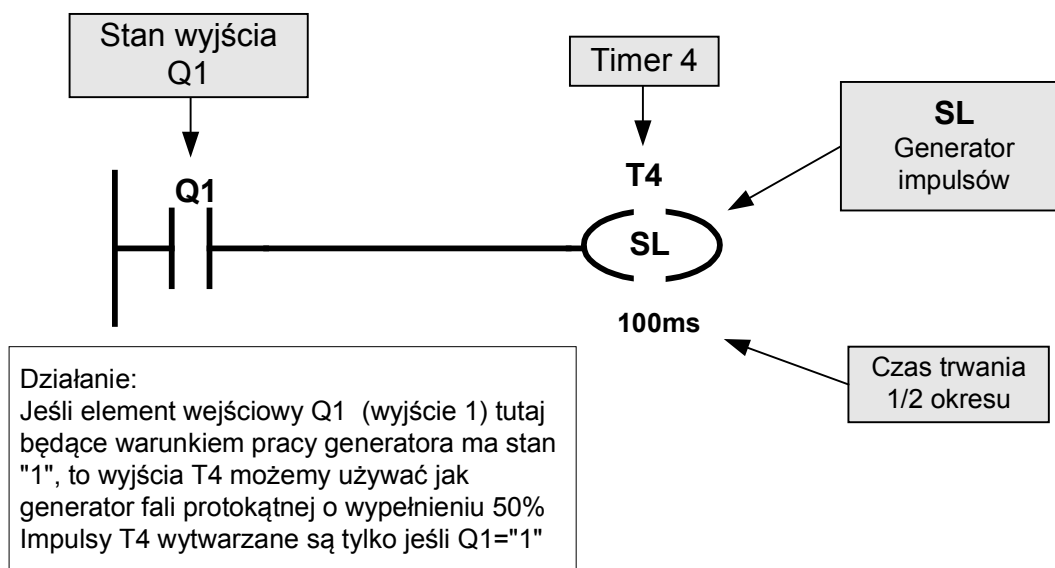 Stan wyjścia
Q1
Timer 4
SL
Generator
impulsów
Q1
T4
SL
100ms
Czas trwania
1/2 okresu
Działanie:
Jeśli element wejściowy Q1 (wyjście 1) tutaj
będące warunkiem pracy generatora ma stan
"1", to wyjścia T4 możemy używać jak
generator fali protokątnej o wypełnieniu 50%
Impulsy T4 wytwarzane są tylko jeśli Q1="1"